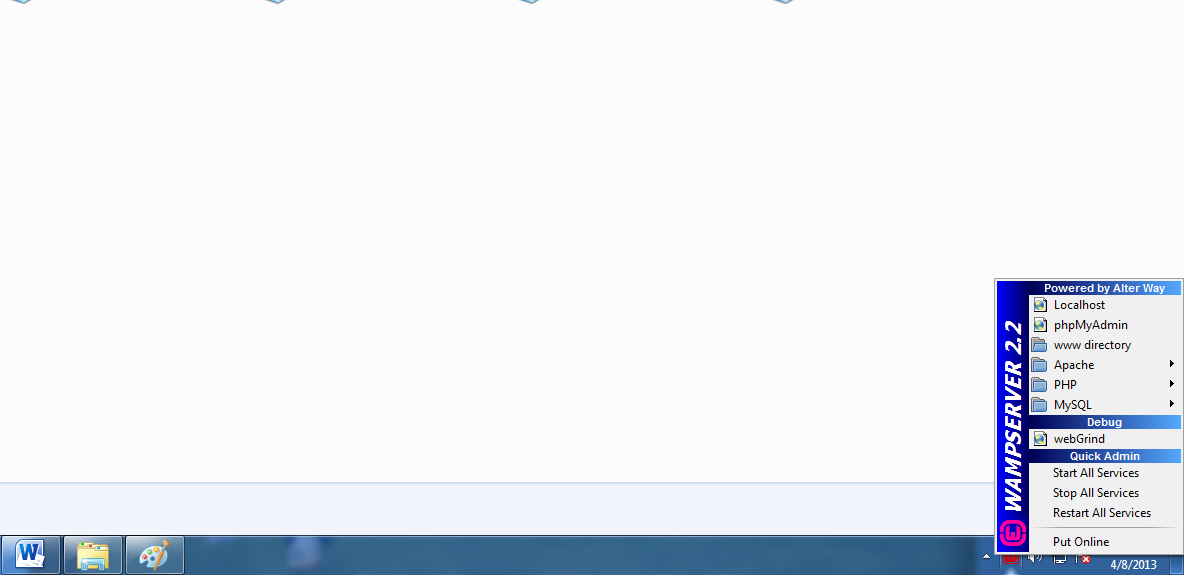 Powered by Alter Way
Localhost
phpMyAdmin
www directory
Apache
PHP
MySQL
Debug
webGrind
Quick Admin
Start All Services
Stop All Services
Restart All Services
Put Online
WAMPSERVER 2.2
W
4/8/2013